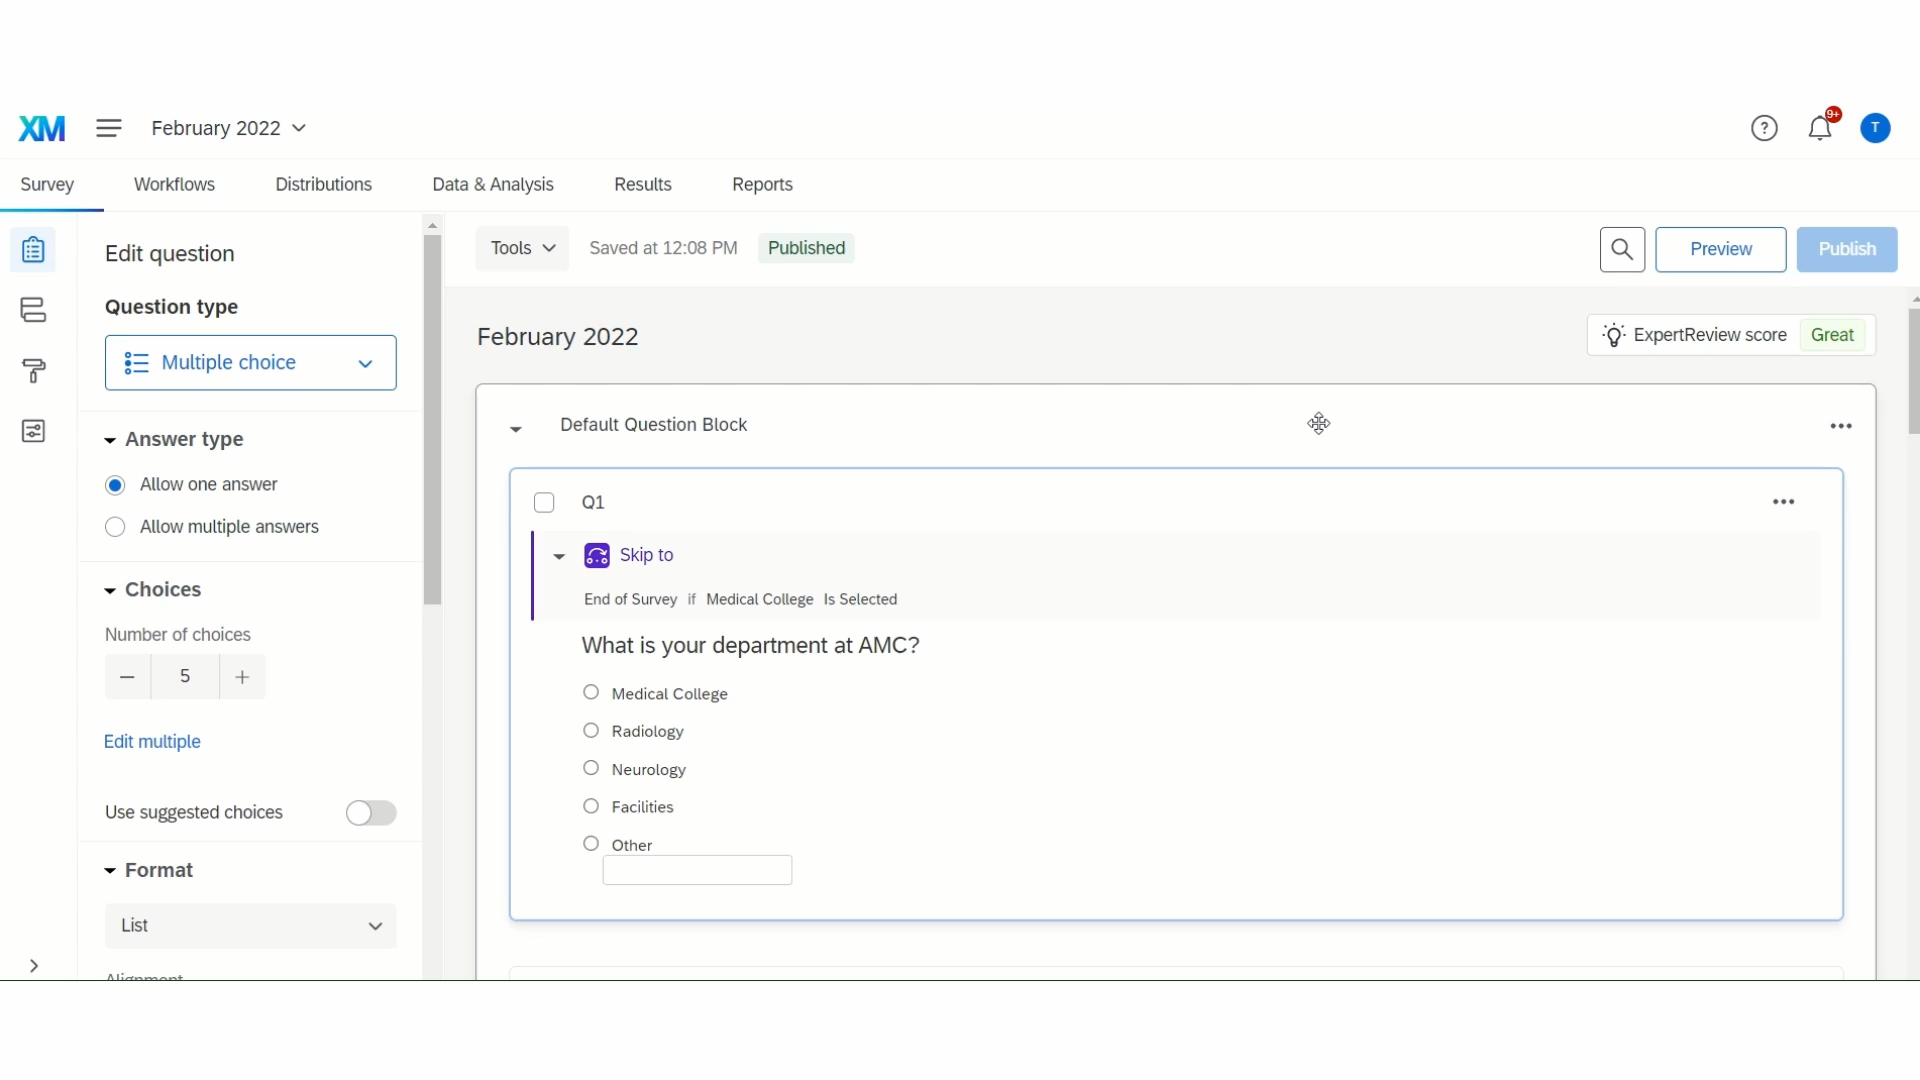 XM
February 2022
9+
T
Survey
Workflows
Distributions
Data & Analysis
Results
Reports
Edit question
Question type
Multiple choice
Answer type
Allow one answer
Allow multiple answers
Choices
Number of choices
5
Edit multiple
Use suggested choices
Format
List
Alignment
Tools
Saved at 12:08 PM
Published
Preview
Publish
February 2022
ExpertReview score
Great
Default Question Block
Q1
Skip to
End of Survey if Medical College Is Selected
What is your department at AMC?
Medical College
Radiology
Neurology
Facilities
Other